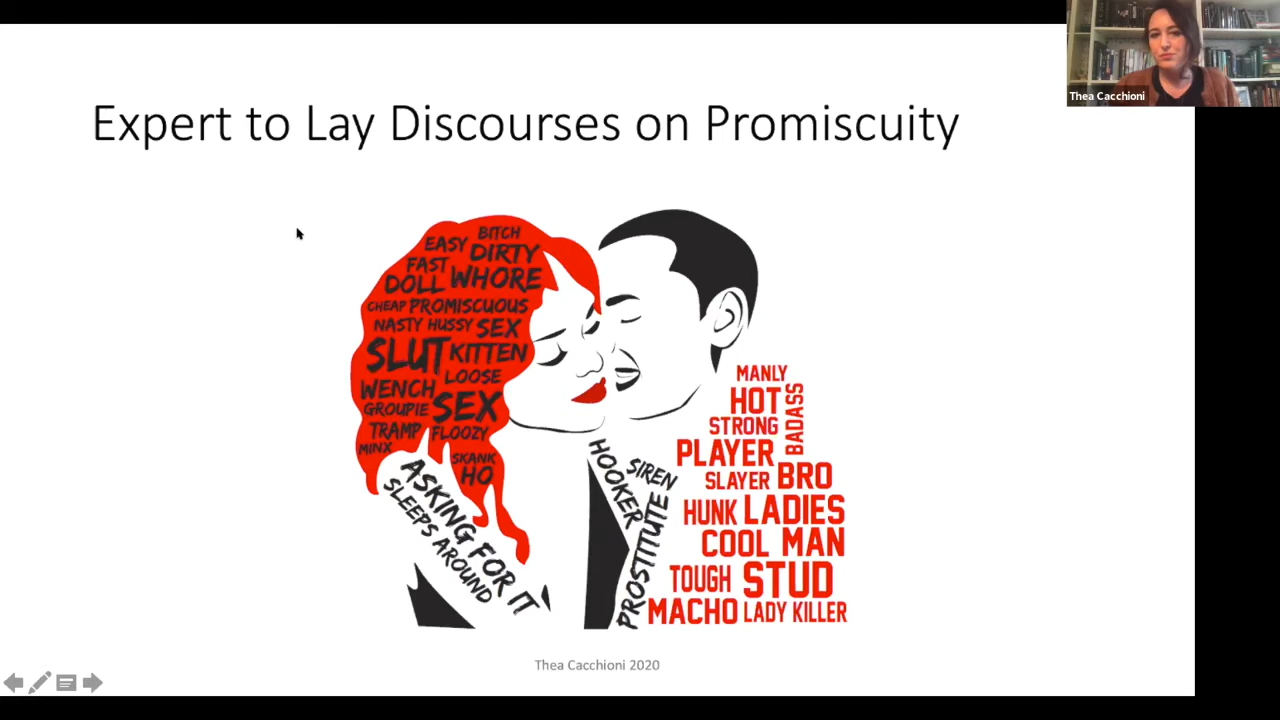 Thea Cacchioni
Expert to Lay Discourses on Promiscuity
BITCH
EASY
DIRTY
FAST
DOLL WHORE
CHEAP PROMISCUOUS
NASTY HUSSY SEX
SLUT KITTEN
LOOSE
WENCH
GROUPIE SEX
TRAMP FLOOZY
MINX
SKANK
HO
ASKING FOR IT
SLEEPS AROUND
HOOKER
SIREN
PROSTITUTE
MANLY
HOT
BADASS
STRONG
PLAYER
SLAYER BRO
HUNK LADIES
COOL MAN
TOUGH STUD
MACHO LADY KILLER
Thea Cacchioni 2020